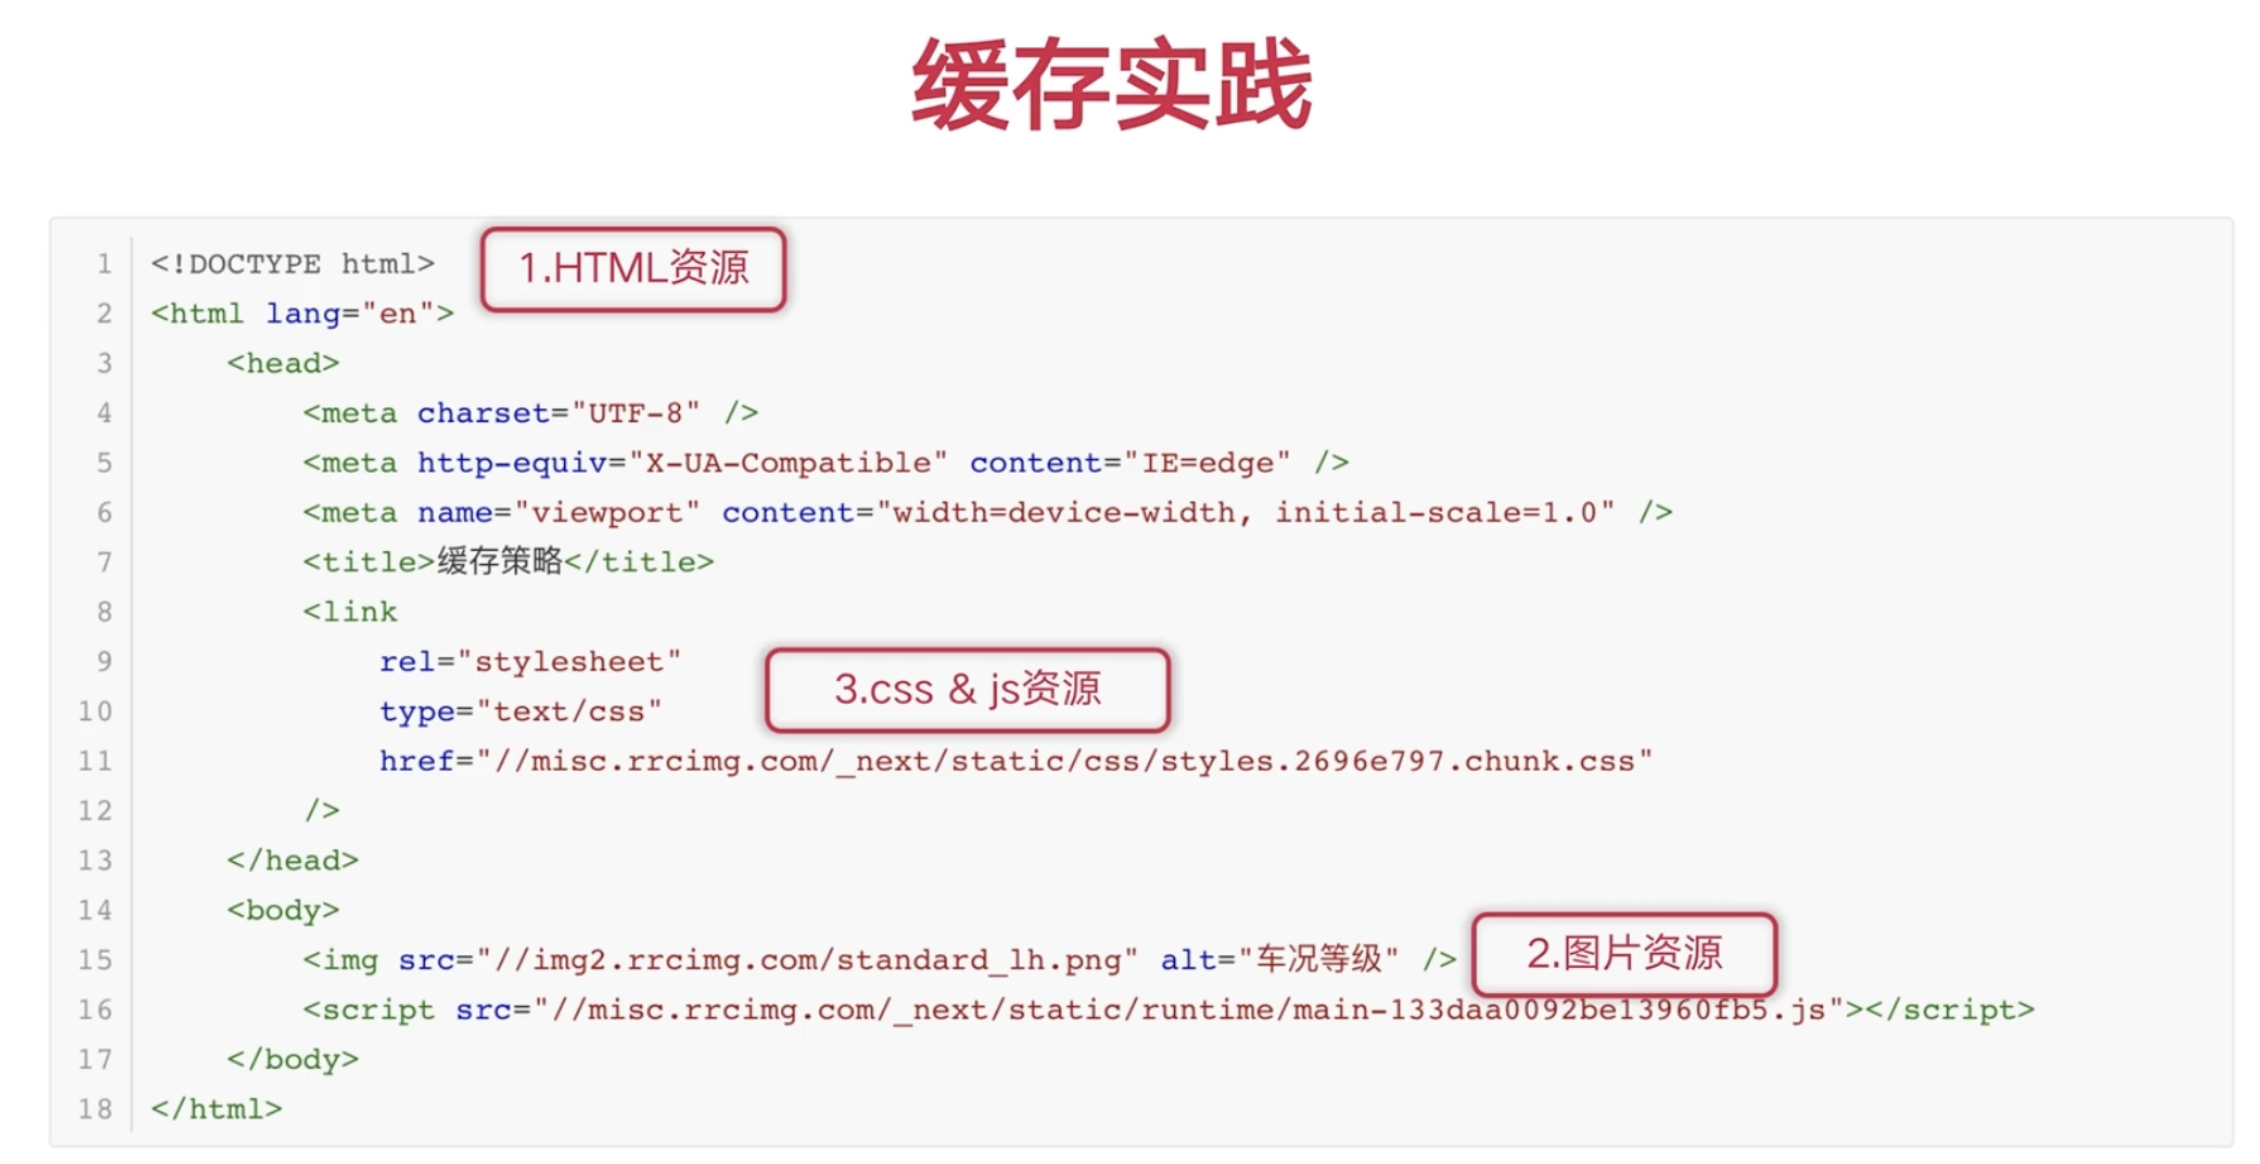 缓存实践
1 <!DOCTYPE html>
1.HTML资源
2 <html lang="en">
3 <head>
4 <meta charset="UTF-8" />
5 <meta http-equiv="X-UA-Compatible" content="IE=edge" />
6 <meta name="viewport" content="width=device-width, initial-scale=1.0" />
7 <title>缓存策略</title>
8 <link
9 rel="stylesheet"
3.css & js资源
10 type="text/css"
11 href="//misc.rrcimg.com/_next/static/css/styles.2696e797.chunk.css"
12 />
13 </head>
14 <body>
15 <img src="//img2.rrcimg.com/standard_lh.png" alt="车况等级" />
2.图片资源
16 <script src="//misc.rrcimg.com/_next/static/runtime/main-133daa0092be13960fb5.js"></script>
17 </body>
18 </html>